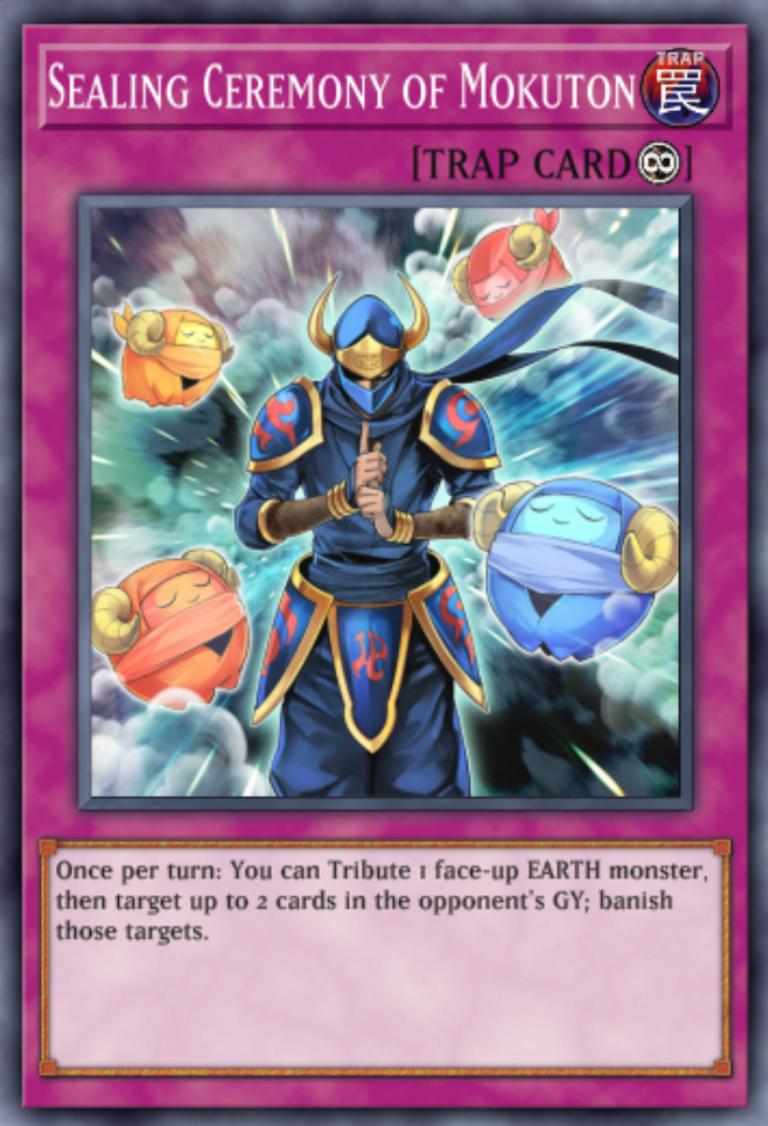 Sealing Ceremony of Mokuton
TRAP
罠
[TRAP CARD]
Once per turn: You can Tribute 1 face-up EARTH monster,
then target up to 2 cards in the opponent's GY; banish
those targets.